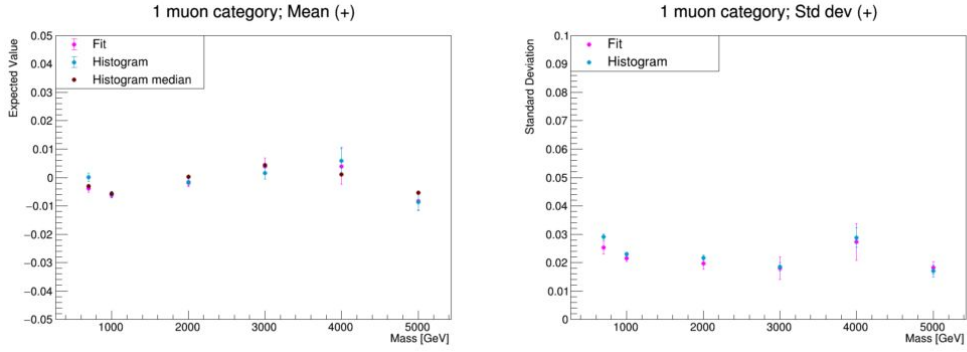 1 muon category; Mean (+)
Expected Value
0.05
0.04
0.03
0.02
0.01
0
−0.01
−0.02
−0.03
−0.04
−0.05
Fit
Histogram
Histogram median
1000
2000
3000
4000
5000
Mass [GeV]
1 muon category; Std dev (+)
Standard Deviation
0.1
0.09
0.08
0.07
0.06
0.05
0.04
0.03
0.02
0.01
0
Fit
Histogram
1000
2000
3000
4000
5000
Mass [GeV]